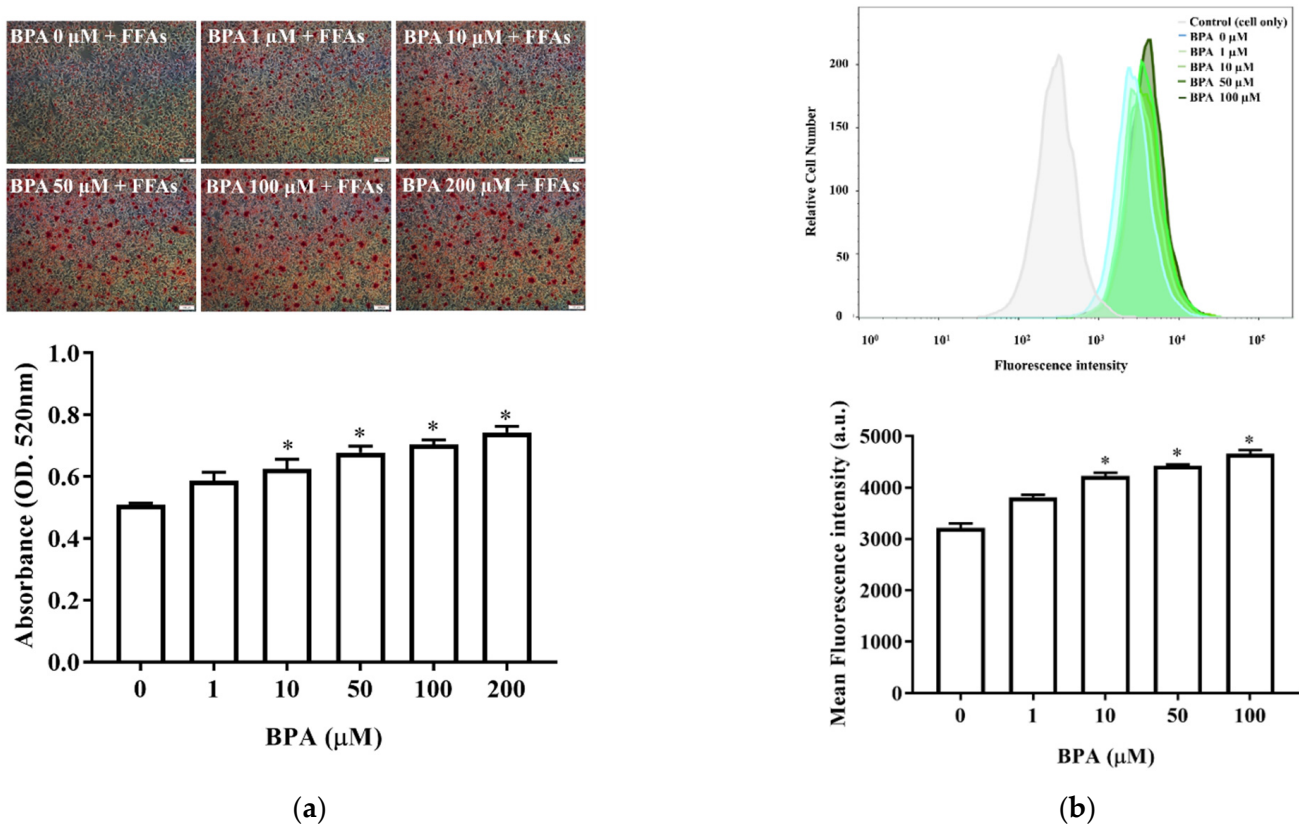 BPA 0 μM + FFAs
BPA 1 μM + FFAs
BPA 10 μM + FFAs
BPA 50 μM + FFAs
BPA 100 μM + FFAs
BPA 200 μM + FFAs
1.0
0.8
0.6
0.4
0.2
0.0
Absorbance (OD. 520nm)
* * * *
0 1 10 50 100 200
BPA (μM)
(a)
Control (cell only)
BPA 0 μM
BPA 1 μM
BPA 10 μM
BPA 50 μM
BPA 100 μM
200
150
100
50
0
Relative Cell Number
10⁰ 10¹ 10² 10³ 10⁴ 10⁵
Fluorescence intensity
5000
4000
3000
2000
1000
0
Mean Fluorescence intensity (a.u.)
* * *
0 1 10 50 100
BPA (μM)
(b)